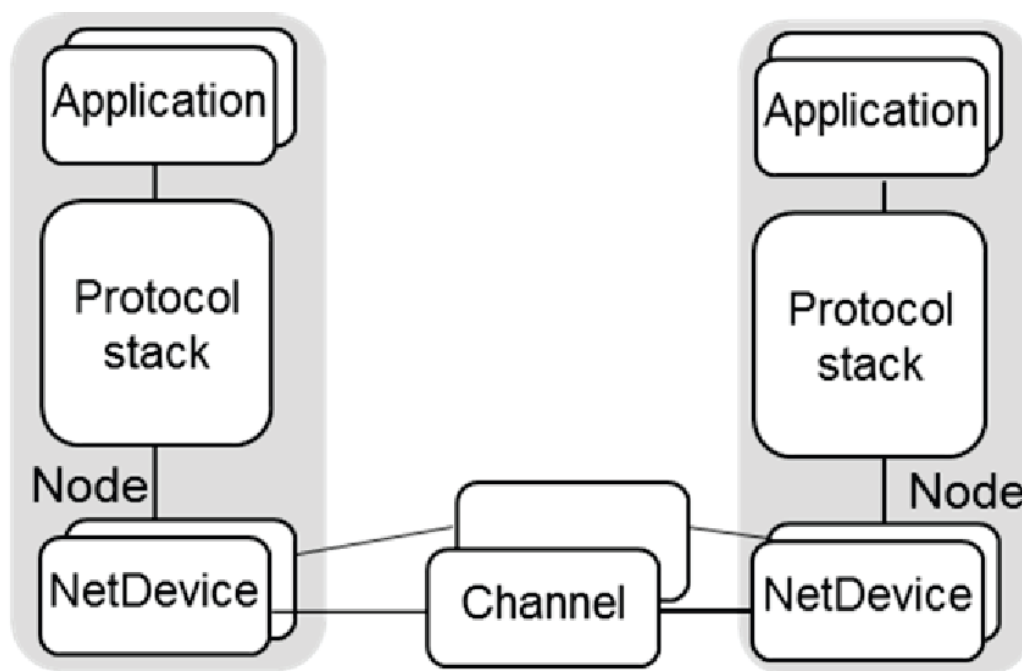 Application
Application
Protocol
stack
Protocol
stack
Node
Node
NetDevice
Channel
NetDevice